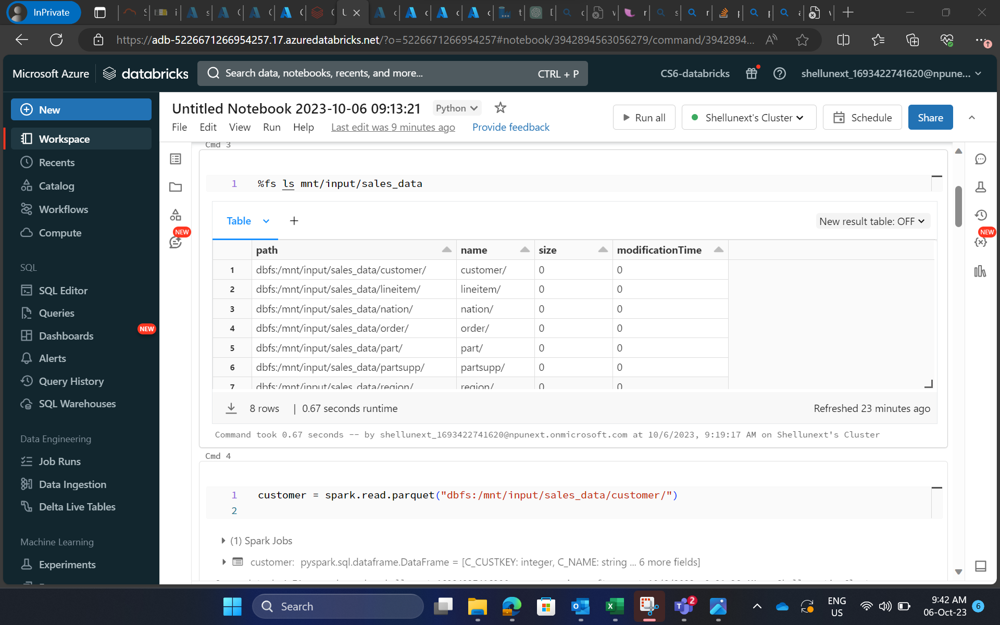 InPrivate
https://adb-5226671266954257.17.azuredatabricks.net/?o=5226671266954257#notebook/3942894563056279/command/3942894...
Microsoft Azure
databricks
Search data, notebooks, recents, and more...
CTRL + P
CS6-databricks
shellunext_1693422741620@npune...
New
Workspace
Recents
Catalog
Workflows
Compute
SQL
SQL Editor
Queries
Dashboards
NEW
Alerts
Query History
SQL Warehouses
Data Engineering
Job Runs
Data Ingestion
Delta Live Tables
Machine Learning
Experiments
Untitled Notebook 2023-10-06 09:13:21
Python
File Edit View Run Help Last edit was 9 minutes ago Provide feedback
Run all
Shellunext's Cluster
Schedule
Share
NEW
NEW
Cmd 3
1 %fs ls mnt/input/sales_data
Table
+
New result table: OFF
path name size modificationTime
1 dbfs:/mnt/input/sales_data/customer/ customer/ 0 0
2 dbfs:/mnt/input/sales_data/lineitem/ lineitem/ 0 0
3 dbfs:/mnt/input/sales_data/nation/ nation/ 0 0
4 dbfs:/mnt/input/sales_data/order/ order/ 0 0
5 dbfs:/mnt/input/sales_data/part/ part/ 0 0
6 dbfs:/mnt/input/sales_data/partsupp/ partsupp/ 0 0
7 dbfs:/mnt/input/sales_data/region/ region/ 0 0
8 rows | 0.67 seconds runtime
Refreshed 23 minutes ago
Command took 0.67 seconds -- by shellunext_1693422741620@npunext.onmicrosoft.com at 10/6/2023, 9:19:17 AM on Shellunext's Cluster
Cmd 4
1 customer = spark.read.parquet("dbfs:/mnt/input/sales_data/customer/")
2
(1) Spark Jobs
customer: pyspark.sql.dataframe.DataFrame = [C_CUSTKEY: integer, C_NAME: string ... 6 more fields]
Search
2
ENG
US
9:42 AM
06-Oct-23
6